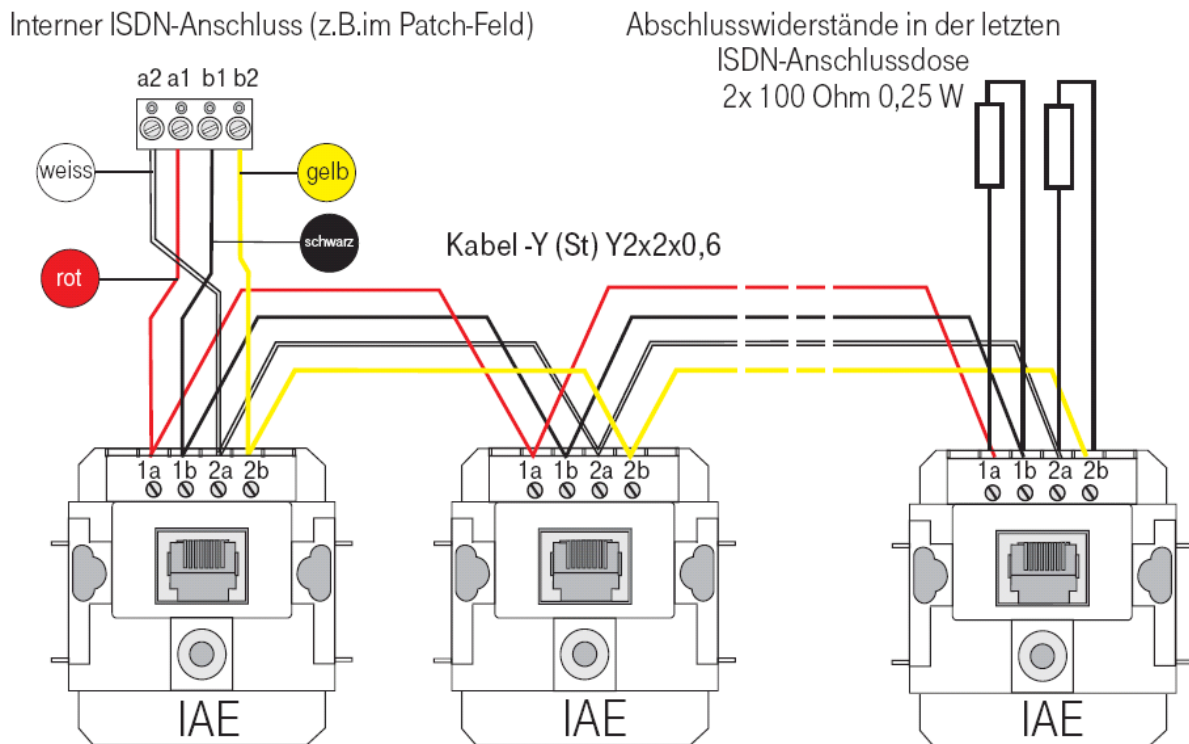 Interner ISDN-Anschluss (z.B.im Patch-Feld)
Abschlusswiderstände in der letzten
ISDN-Anschlussdose
2x 100 Ohm 0,25 W
a2 a1 b1 b2
weiss
gelb
schwarz
rot
Kabel -Y (St) Y2x2x0,6
1a 1b 2a 2b
1a 1b 2a 2b
1a 1b 2a 2b
IAE
IAE
IAE